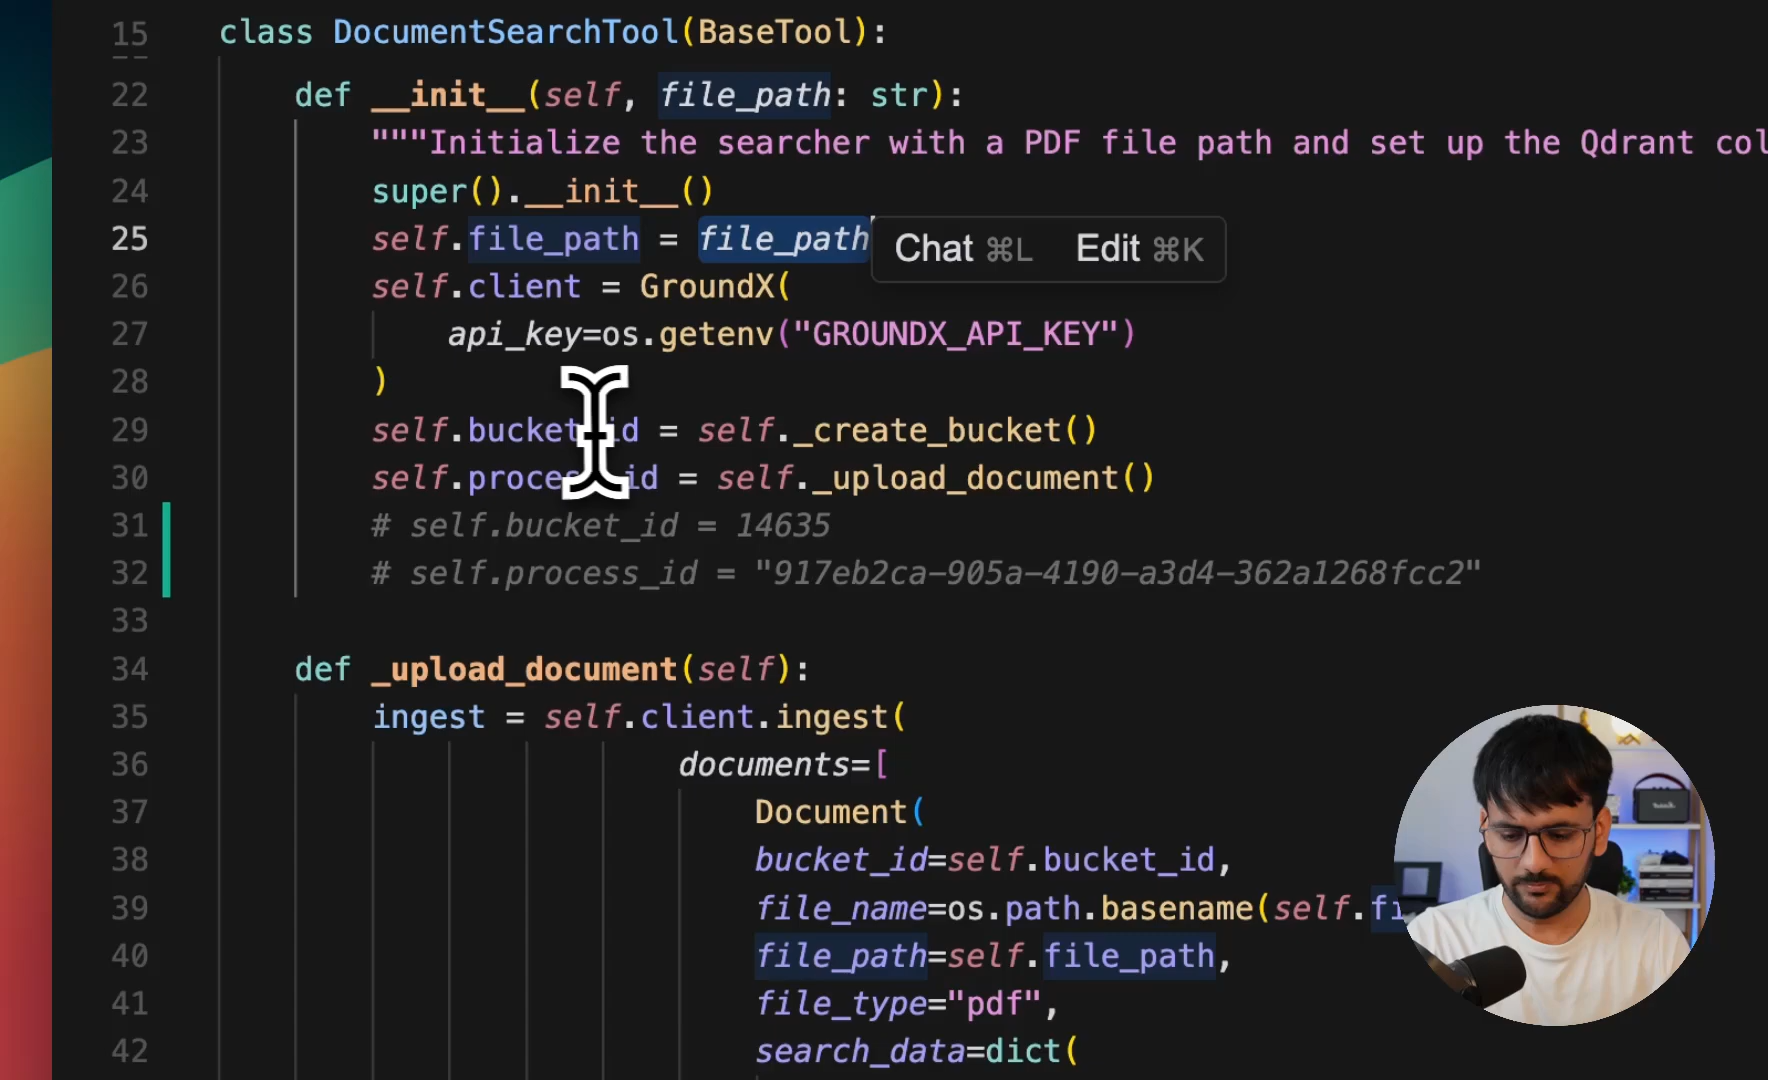 15 class DocumentSearchTool(BaseTool):
22 def __init__(self, file_path: str):
23 """Initialize the searcher with a PDF file path and set up the Qdrant col
24 super().__init__()
25 self.file_path = file_path
Chat ⌘L Edit ⌘K
26 self.client = GroundX(
27 api_key=os.getenv("GROUNDX_API_KEY")
28 )
29 self.bucket_id = self._create_bucket()
30 self.process_id = self._upload_document()
31 # self.bucket_id = 14635
32 # self.process_id = "917eb2ca-905a-4190-a3d4-362a1268fcc2"
33
34 def _upload_document(self):
35 ingest = self.client.ingest(
36 documents=[
37 Document(
38 bucket_id=self.bucket_id,
39 file_name=os.path.basename(self.fi
40 file_path=self.file_path,
41 file_type="pdf",
42 search_data=dict(